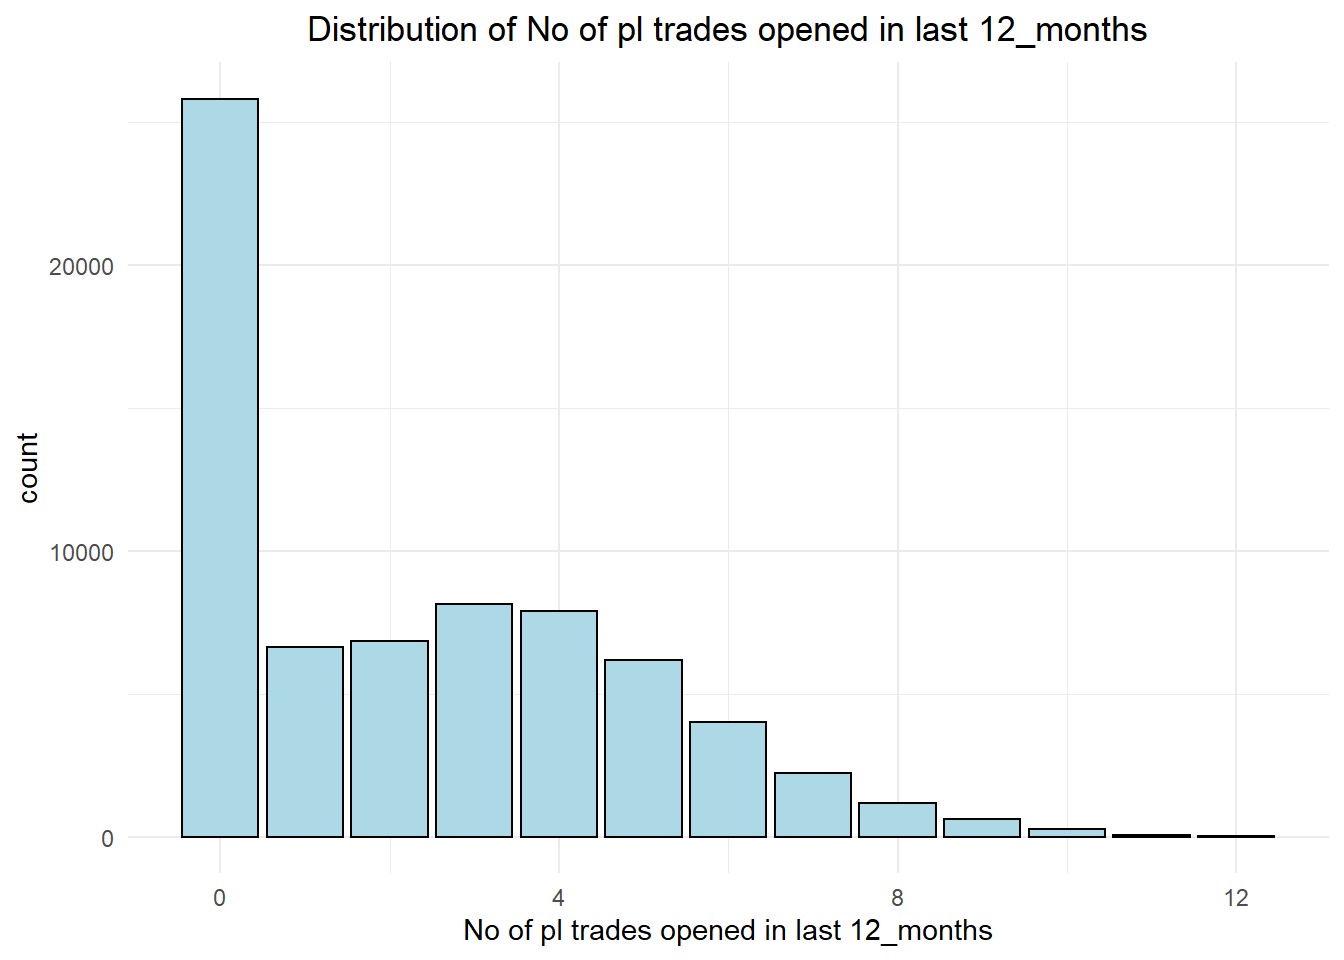 Distribution of No of pl trades opened in last 12_months
count
20000
10000
0
0 4 8 12
No of pl trades opened in last 12_months